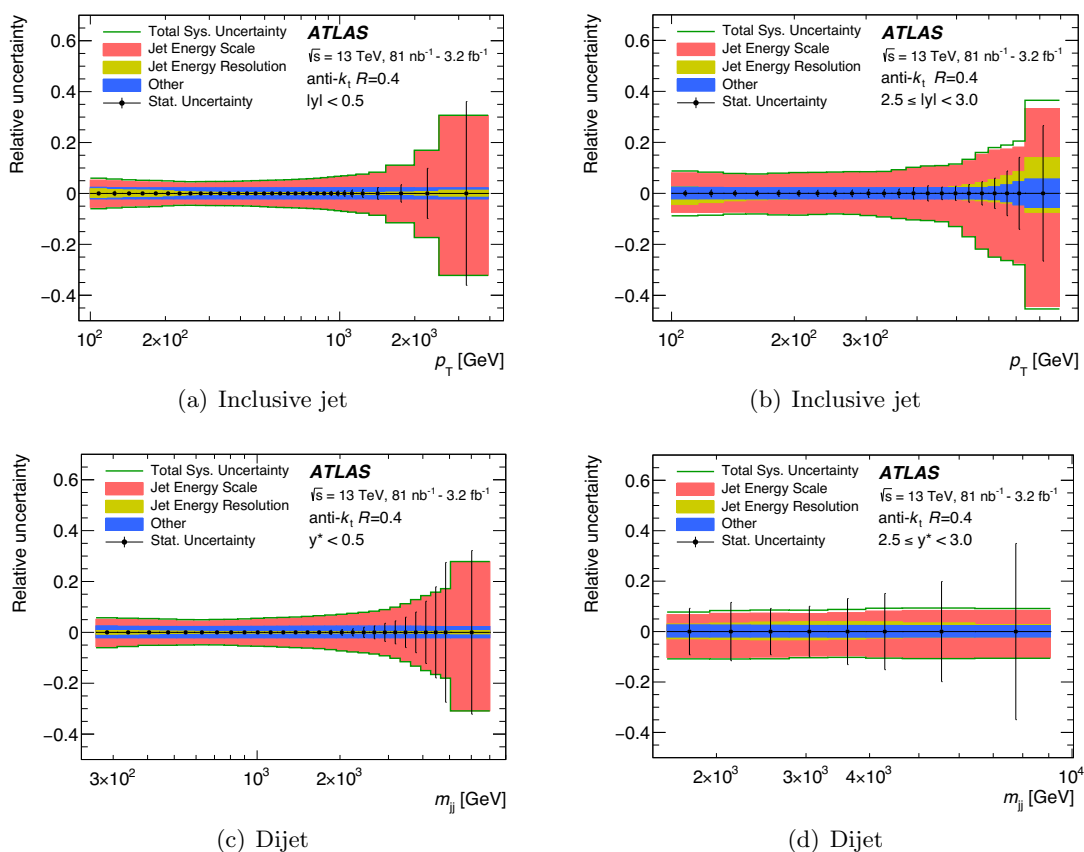 Relative uncertainty
0.6
0.4
0.2
0
−0.2
−0.4
Total Sys. Uncertainty
Jet Energy Scale
Jet Energy Resolution
Other
Stat. Uncertainty
ATLAS
√s = 13 TeV, 81 nb⁻¹ - 3.2 fb⁻¹
anti-kₜ R=0.4
|y| < 0.5
10² 2×10² 10³ 2×10³
p_T [GeV]
(a) Inclusive jet
Relative uncertainty
0.6
0.4
0.2
0
−0.2
−0.4
Total Sys. Uncertainty
Jet Energy Scale
Jet Energy Resolution
Other
Stat. Uncertainty
ATLAS
√s = 13 TeV, 81 nb⁻¹ - 3.2 fb⁻¹
anti-kₜ R=0.4
2.5 ≤ |y| < 3.0
10² 2×10² 3×10²
p_T [GeV]
(b) Inclusive jet
Relative uncertainty
0.6
0.4
0.2
0
−0.2
−0.4
Total Sys. Uncertainty
Jet Energy Scale
Jet Energy Resolution
Other
Stat. Uncertainty
ATLAS
√s = 13 TeV, 81 nb⁻¹ - 3.2 fb⁻¹
anti-kₜ R=0.4
y* < 0.5
3×10² 10³ 2×10³
m_jj [GeV]
(c) Dijet
Relative uncertainty
0.6
0.4
0.2
0
−0.2
−0.4
Total Sys. Uncertainty
Jet Energy Scale
Jet Energy Resolution
Other
Stat. Uncertainty
ATLAS
√s = 13 TeV, 81 nb⁻¹ - 3.2 fb⁻¹
anti-kₜ R=0.4
2.5 ≤ y* < 3.0
2×10³ 3×10³ 4×10³ 10⁴
m_jj [GeV]
(d) Dijet